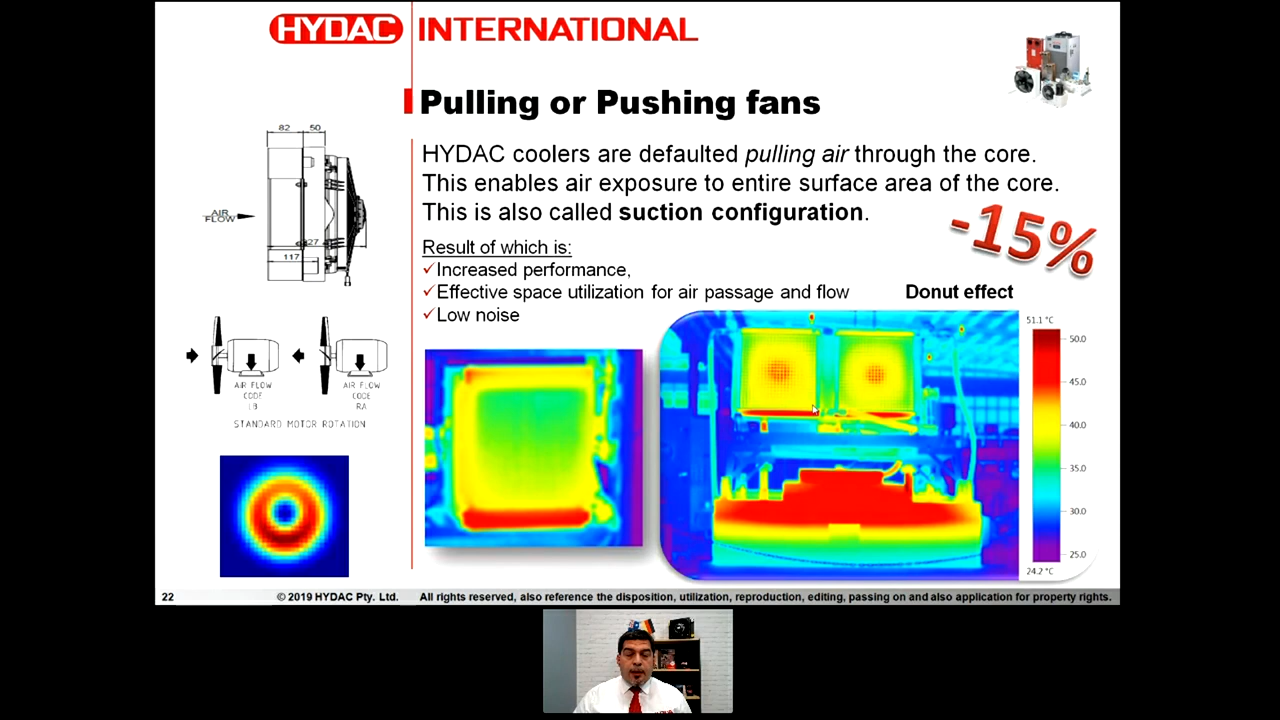 HYDAC INTERNATIONAL
Pulling or Pushing fans
HYDAC coolers are defaulted pulling air through the core.
This enables air exposure to entire surface area of the core.
This is also called suction configuration.
-15%
Result of which is:
✓Increased performance,
✓Effective space utilization for air passage and flow
✓Low noise
Donut effect
82 50
AIR
FLOW
27
117
AIR FLOW
CODE
LB
AIR FLOW
CODE
RA
STANDARD MOTOR ROTATION
51.1 °C
50.0
45.0
40.0
35.0
30.0
25.0
24.2 °C
22 © 2019 HYDAC Pty. Ltd. All rights reserved, also reference the disposition, utilization, reproduction, editing, passing on and also application for property rights.